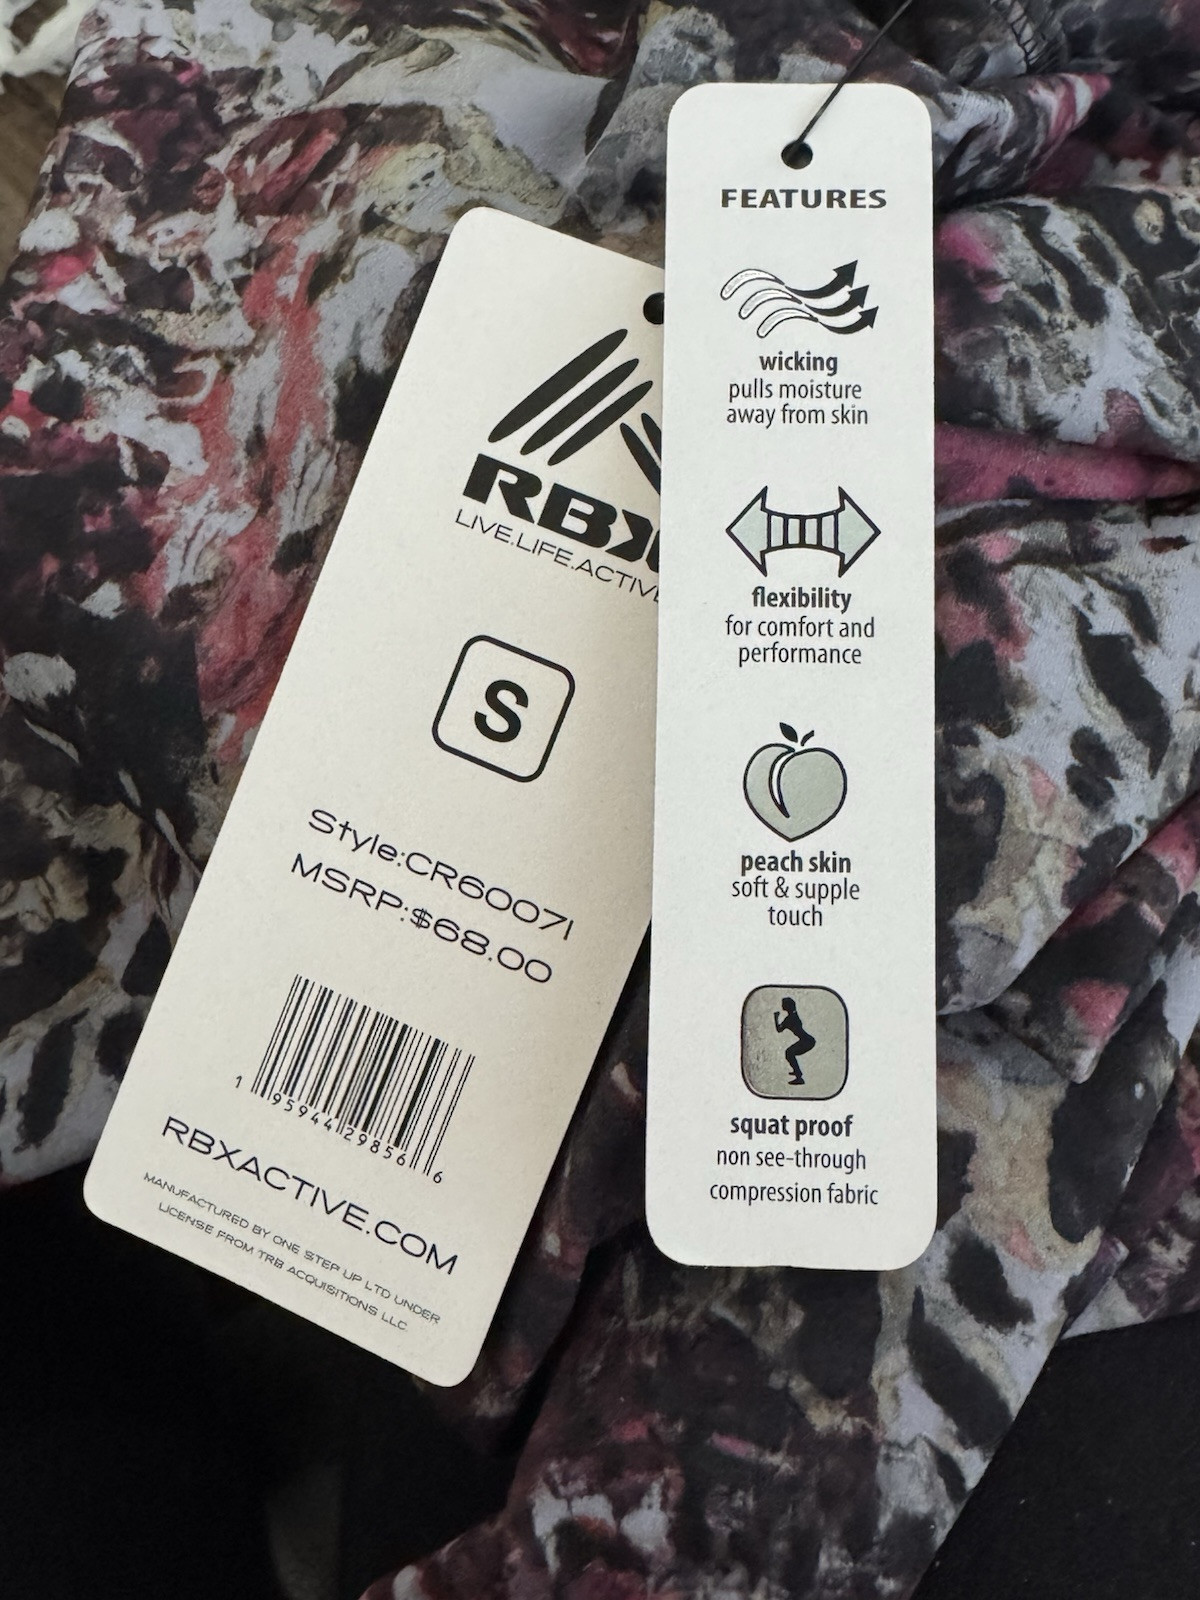 RBX
LIVE.LIFE.ACTIVE
S
Style:CR6007I
MSRP:$68.00
1 95944 29856 6
RBXACTIVE.COM
MANUFACTURED BY ONE STEP UP LTD UNDER
LICENSE FROM TRB ACQUISITIONS LLC
FEATURES
wicking
pulls moisture
away from skin
flexibility
for comfort and
performance
peach skin
soft & supple
touch
squat proof
non see-through
compression fabric